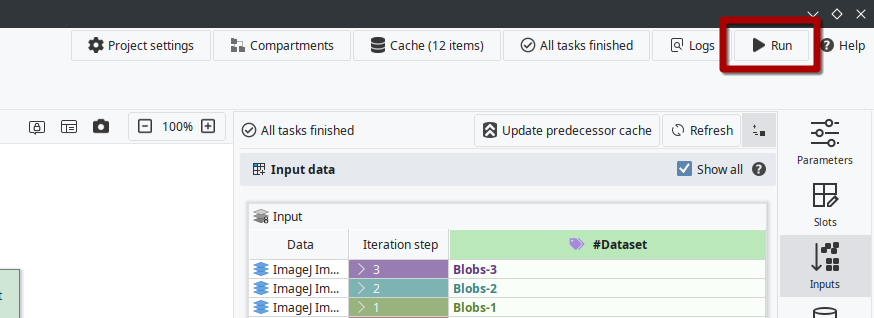 Project settings Compartments Cache (12 items) All tasks finished Logs Run Help
100% All tasks finished Update predecessor cache Refresh
Parameters
Input data Show all
Slots
Input
Data Iteration step #Dataset
ImageJ Im... 3 Blobs-3
ImageJ Im... 2 Blobs-2
Inputs
ImageJ Im... 1 Blobs-1
t